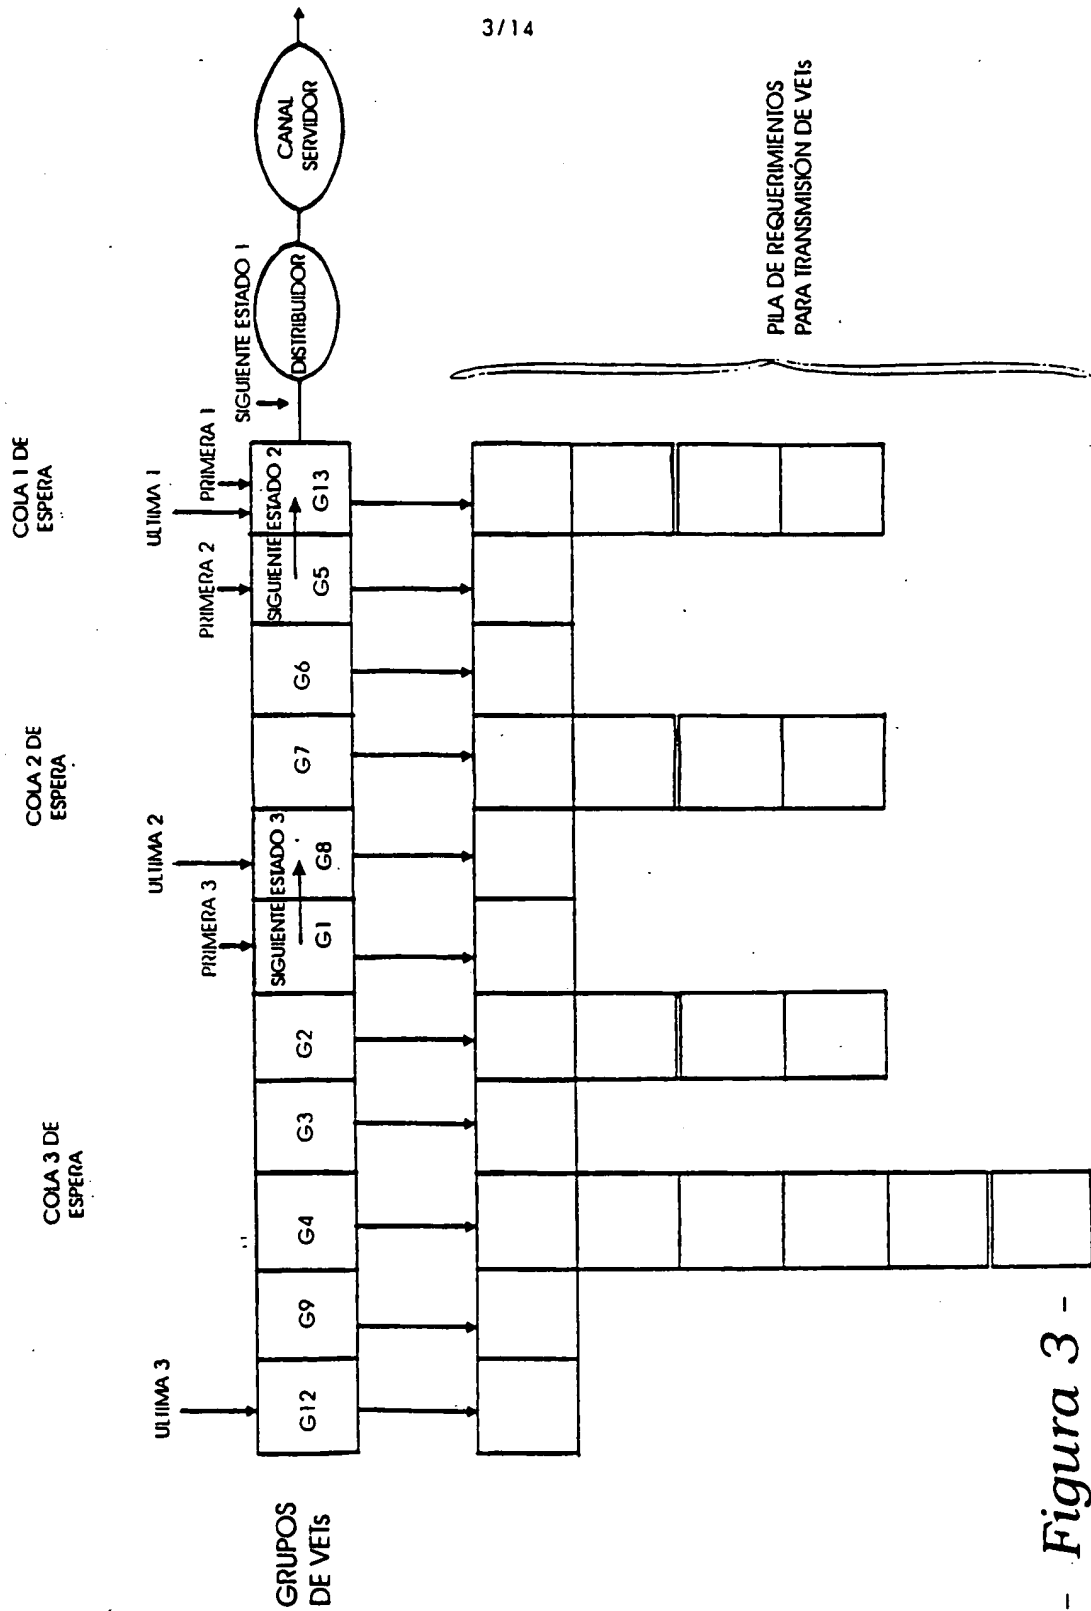 3/14
COLA 3 DE
ESPERA
COLA 2 DE
ESPERA
COLA 1 DE
ESPERA
ULTIMA 3
PRIMERA 3
ULTIMA 2
PRIMERA 2
ULTIMA 1
PRIMERA 1
SIGUIENTE ESTADO 1
GRUPOS
DE VETs
SIGUIENTE ESTADO 3
SIGUIENTE ESTADO 2
G12
G9
G4
G3
G2
G1
G8
G7
G6
G5
G13
DISTRIBUIDOR
CANAL
SERVIDOR
PILA DE REQUERIMIENTOS
PARA TRANSMISIÓN DE VETs
- Figura 3 -